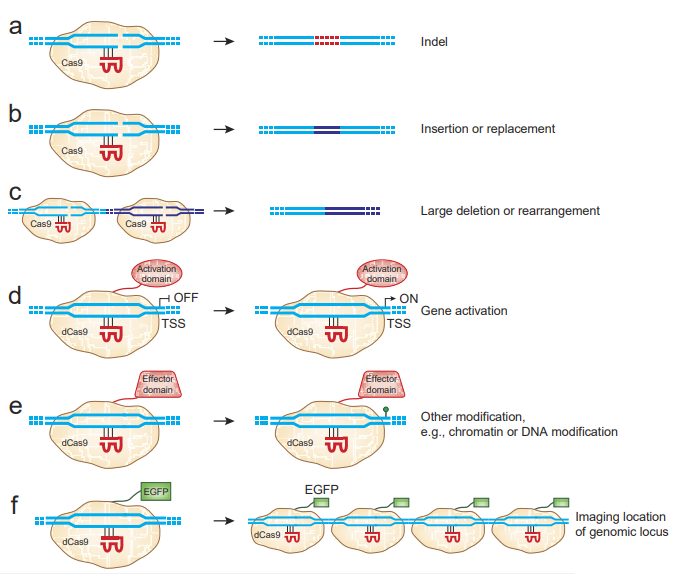 a
Cas9
Indel
b
Cas9
Insertion or replacement
c
Cas9
Cas9
Large deletion or rearrangement
d
Activation
domain
OFF
TSS
dCas9
Activation
domain
ON
TSS
dCas9
Gene activation
e
Effector
domain
dCas9
Effector
domain
dCas9
Other modification,
e.g., chromatin or DNA modification
f
EGFP
dCas9
EGFP
dCas9
Imaging location
of genomic locus